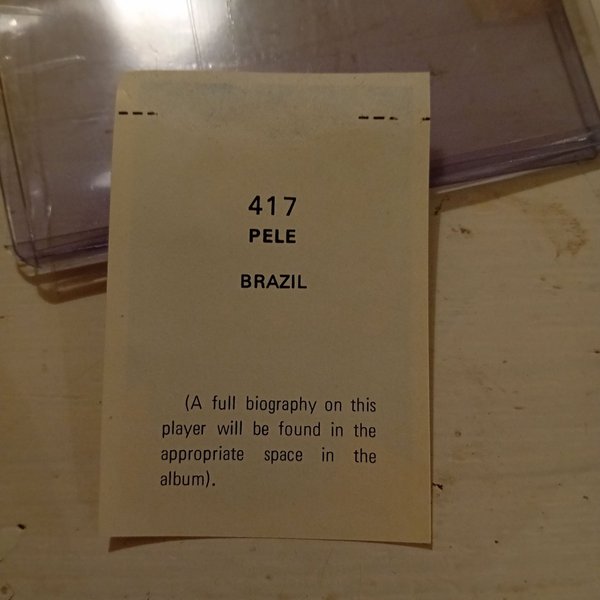 417
PELE
BRAZIL
(A full biography on this
player will be found in the
appropriate space in the
album).